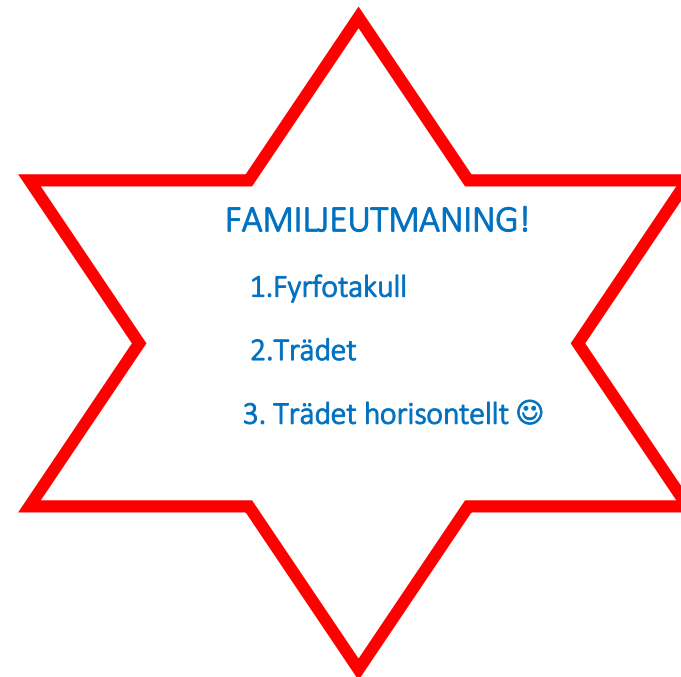 FAMILJEUTMANING!
1.Fyrfotakull
2.Trädet
3. Trädet horisontellt ☺